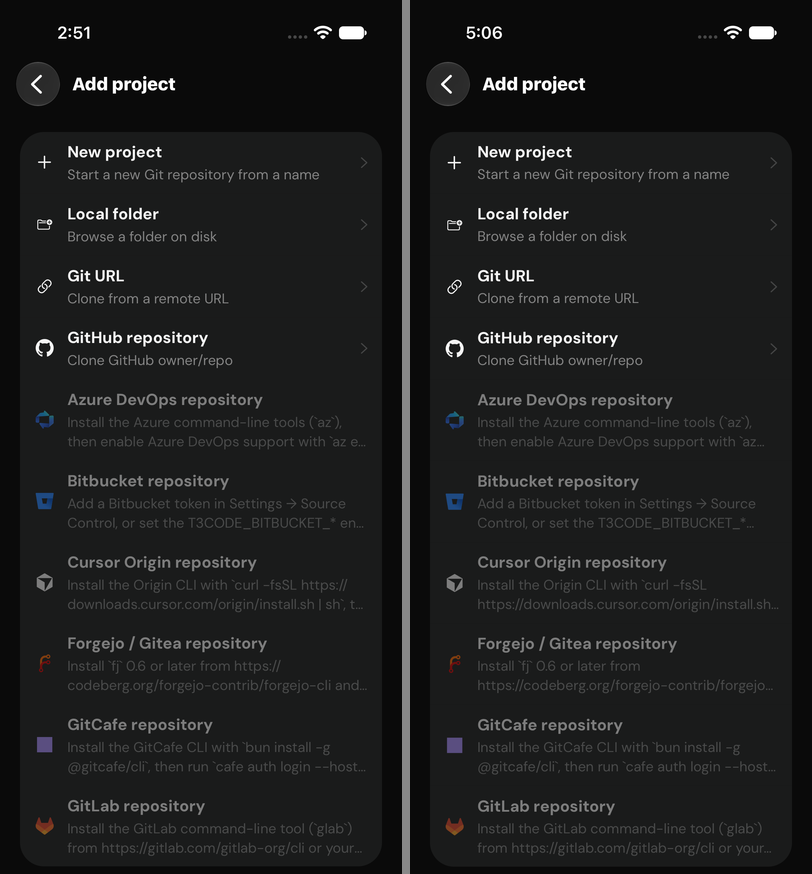 2:51
Add project
New project
Start a new Git repository from a name
Local folder
Browse a folder on disk
Git URL
Clone from a remote URL
GitHub repository
Clone GitHub owner/repo
Azure DevOps repository
Install the Azure command-line tools (`az`),
then enable Azure DevOps support with `az e...
Bitbucket repository
Add a Bitbucket token in Settings → Source
Control, or set the T3CODE_BITBUCKET_* en...
Cursor Origin repository
Install the Origin CLI with `curl -fsSL https://
downloads.cursor.com/origin/install.sh | sh`, t...
Forgejo / Gitea repository
Install `fj` 0.6 or later from https://
codeberg.org/forgejo-contrib/forgejo-cli and...
GitCafe repository
Install the GitCafe CLI with `bun install -g
@gitcafe/cli`, then run `cafe auth login --host...
GitLab repository
Install the GitLab command-line tool (`glab`)
from https://gitlab.com/gitlab-org/cli or your...
5:06
Add project
New project
Start a new Git repository from a name
Local folder
Browse a folder on disk
Git URL
Clone from a remote URL
GitHub repository
Clone GitHub owner/repo
Azure DevOps repository
Install the Azure command-line tools (`az`),
then enable Azure DevOps support with `az...
Bitbucket repository
Add a Bitbucket token in Settings → Source
Control, or set the T3CODE_BITBUCKET_*...
Cursor Origin repository
Install the Origin CLI with `curl -fsSL
https://downloads.cursor.com/origin/install.sh...
Forgejo / Gitea repository
Install `fj` 0.6 or later from
https://codeberg.org/forgejo-contrib/forgejo...
GitCafe repository
Install the GitCafe CLI with `bun install -g
@gitcafe/cli`, then run `cafe auth login --host...
GitLab repository
Install the GitLab command-line tool (`glab`)
from https://gitlab.com/gitlab-org/cli or your...